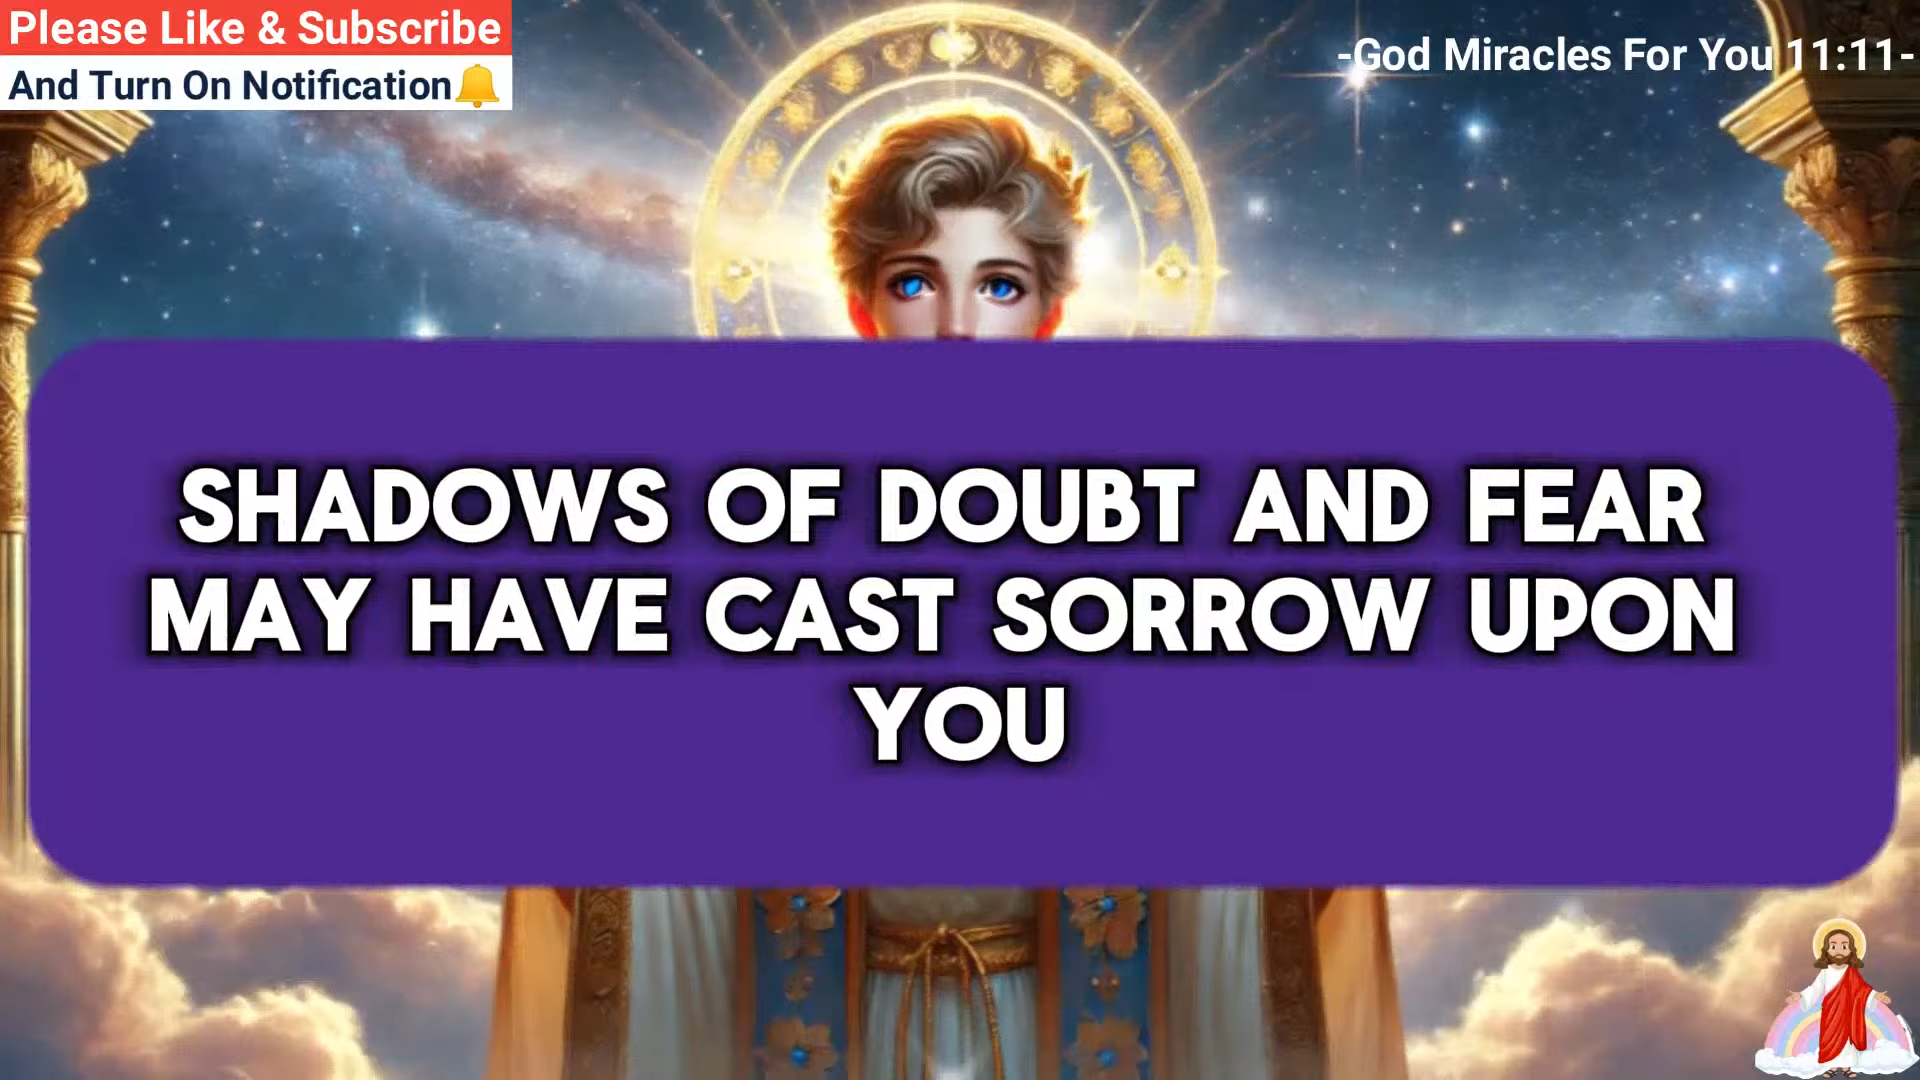 Please Like & Subscribe
And Turn On Notification🔔
-God Miracles For You 11:11-
SHADOWS OF DOUBT AND FEAR
MAY HAVE CAST SORROW UPON
YOU